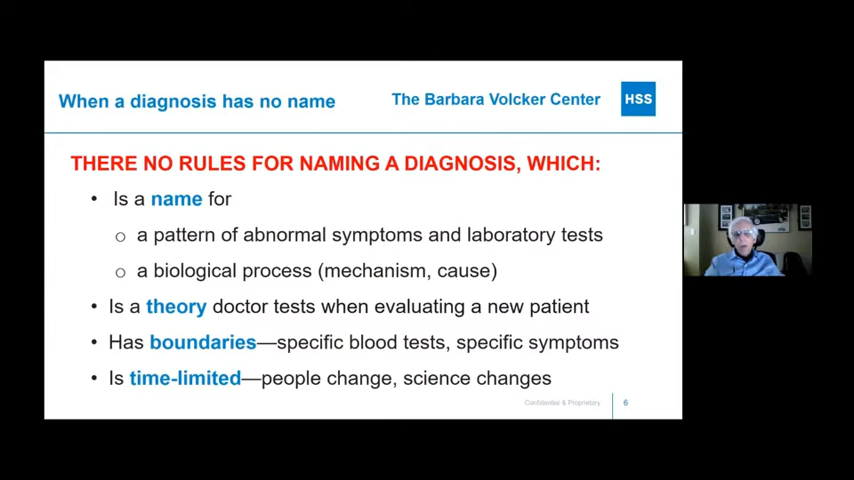 When a diagnosis has no name
The Barbara Volcker Center
HSS
THERE NO RULES FOR NAMING A DIAGNOSIS, WHICH:
• Is a name for
o a pattern of abnormal symptoms and laboratory tests
o a biological process (mechanism, cause)
• Is a theory doctor tests when evaluating a new patient
• Has boundaries—specific blood tests, specific symptoms
• Is time-limited—people change, science changes
Confidential & Proprietary
6